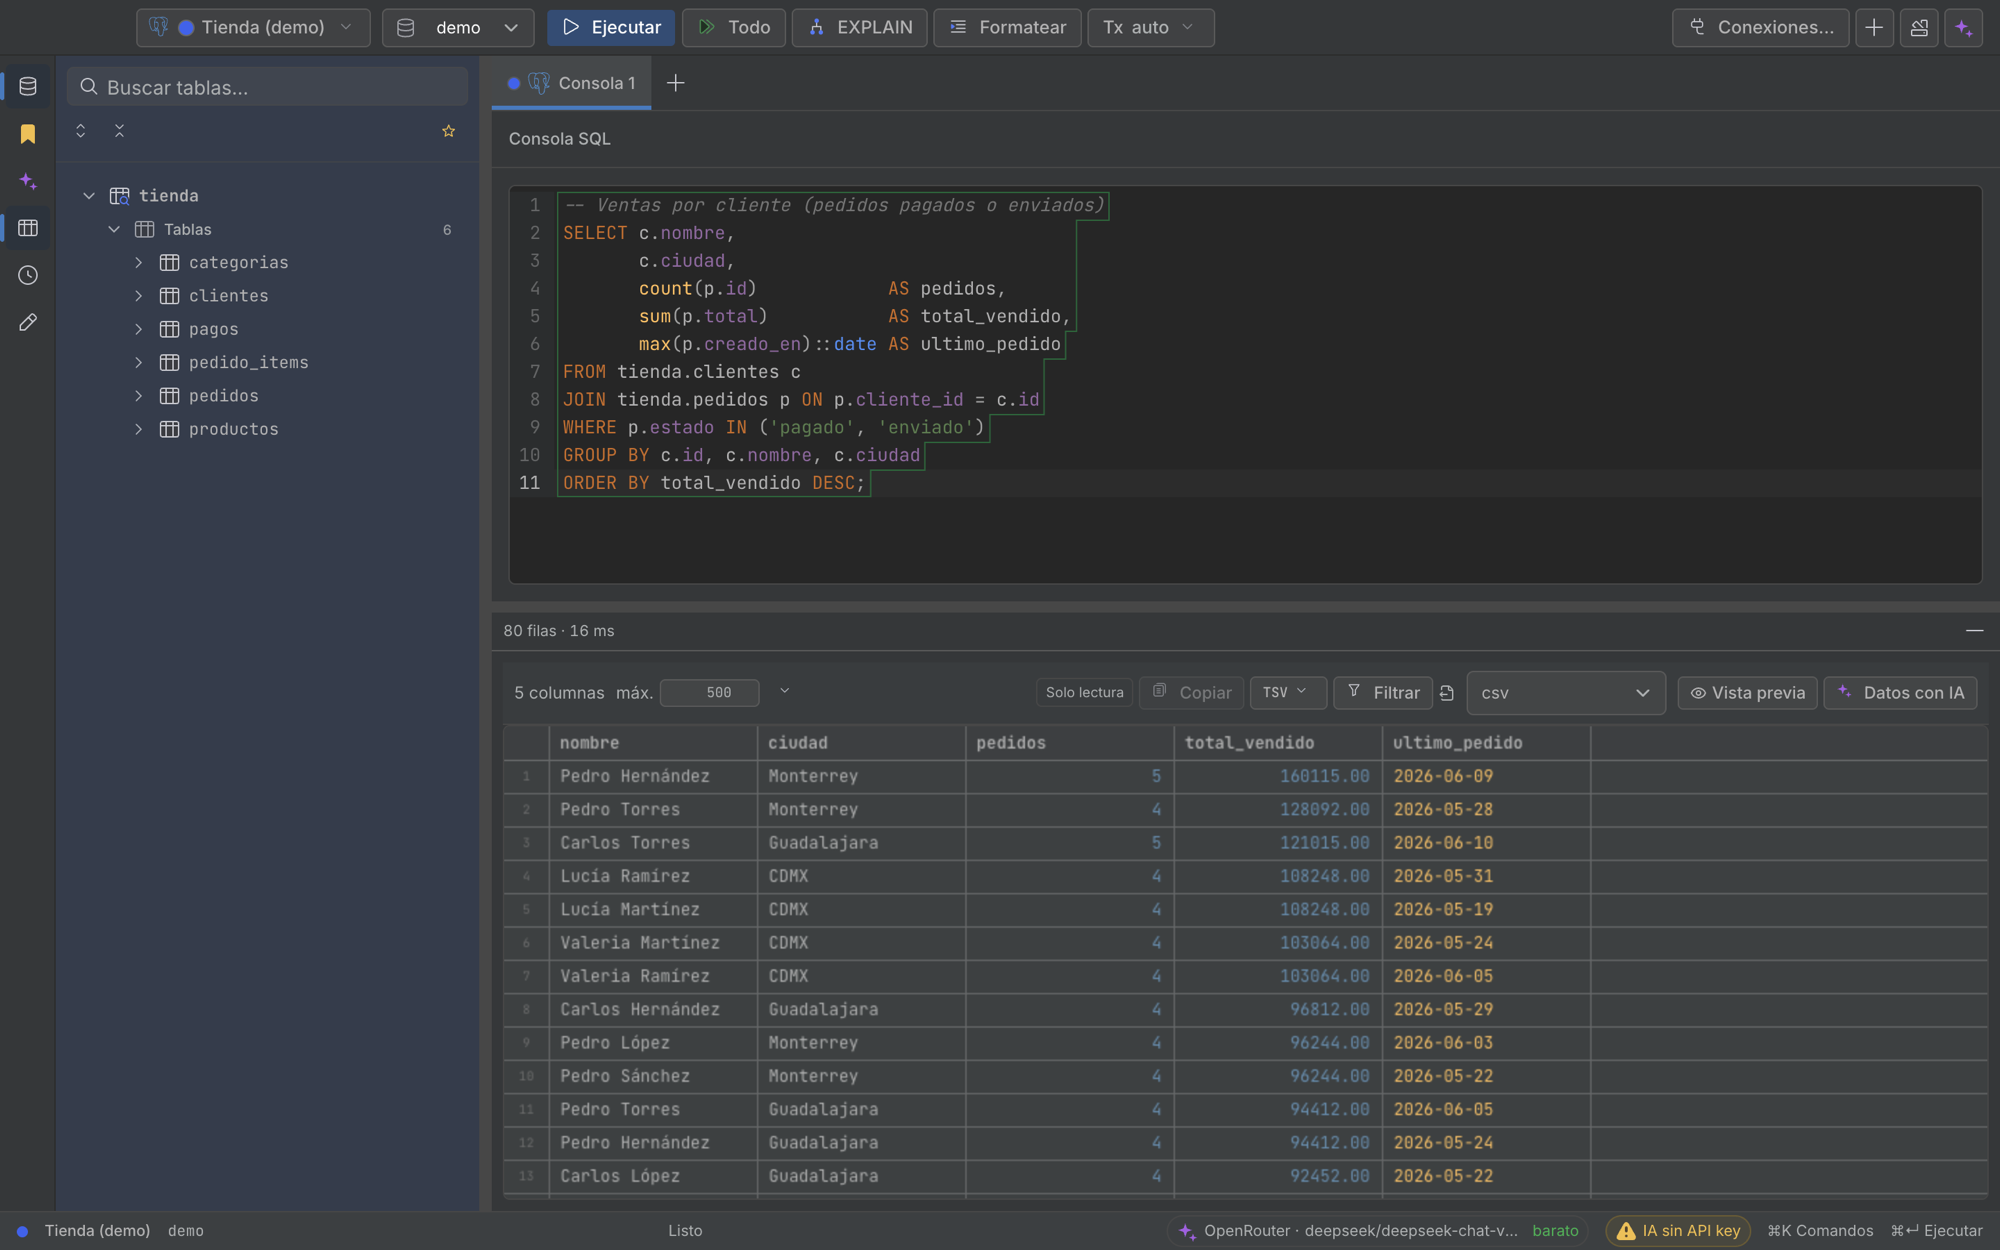 Tienda (demo)
demo
Ejecutar
Todo
EXPLAIN
Formatear
Tx auto
Conexiones...
Buscar tablas...
tienda
Tablas 6
categorias
clientes
pagos
pedido_items
pedidos
productos
Consola 1
Consola SQL
1 -- Ventas por cliente (pedidos pagados o enviados)
2 SELECT c.nombre,
3 c.ciudad,
4 count(p.id) AS pedidos,
5 sum(p.total) AS total_vendido,
6 max(p.creado_en)::date AS ultimo_pedido
7 FROM tienda.clientes c
8 JOIN tienda.pedidos p ON p.cliente_id = c.id
9 WHERE p.estado IN ('pagado', 'enviado')
10 GROUP BY c.id, c.nombre, c.ciudad
11 ORDER BY total_vendido DESC;
80 filas · 16 ms
5 columnas máx. 500 Solo lectura Copiar TSV Filtrar csv Vista previa Datos con IA
nombre ciudad pedidos total_vendido ultimo_pedido
1 Pedro Hernández Monterrey 5 160115.00 2026-06-09
2 Pedro Torres Monterrey 4 128092.00 2026-05-28
3 Carlos Torres Guadalajara 5 121015.00 2026-06-10
4 Lucía Ramírez CDMX 4 108248.00 2026-05-31
5 Lucía Martínez CDMX 4 108248.00 2026-05-19
6 Valeria Martínez CDMX 4 103064.00 2026-05-24
7 Valeria Ramírez CDMX 4 103064.00 2026-06-05
8 Carlos Hernández Guadalajara 4 96812.00 2026-05-29
9 Pedro López Monterrey 4 96244.00 2026-06-03
10 Pedro Sánchez Monterrey 4 96244.00 2026-05-22
11 Pedro Torres Guadalajara 4 94412.00 2026-06-05
12 Pedro Hernández Guadalajara 4 94412.00 2026-05-24
13 Carlos López Guadalajara 4 92452.00 2026-05-22
Tienda (demo) demo Listo OpenRouter · deepseek/deepseek-chat-v... barato IA sin API key ⌘K Comandos ⌘↵ Ejecutar